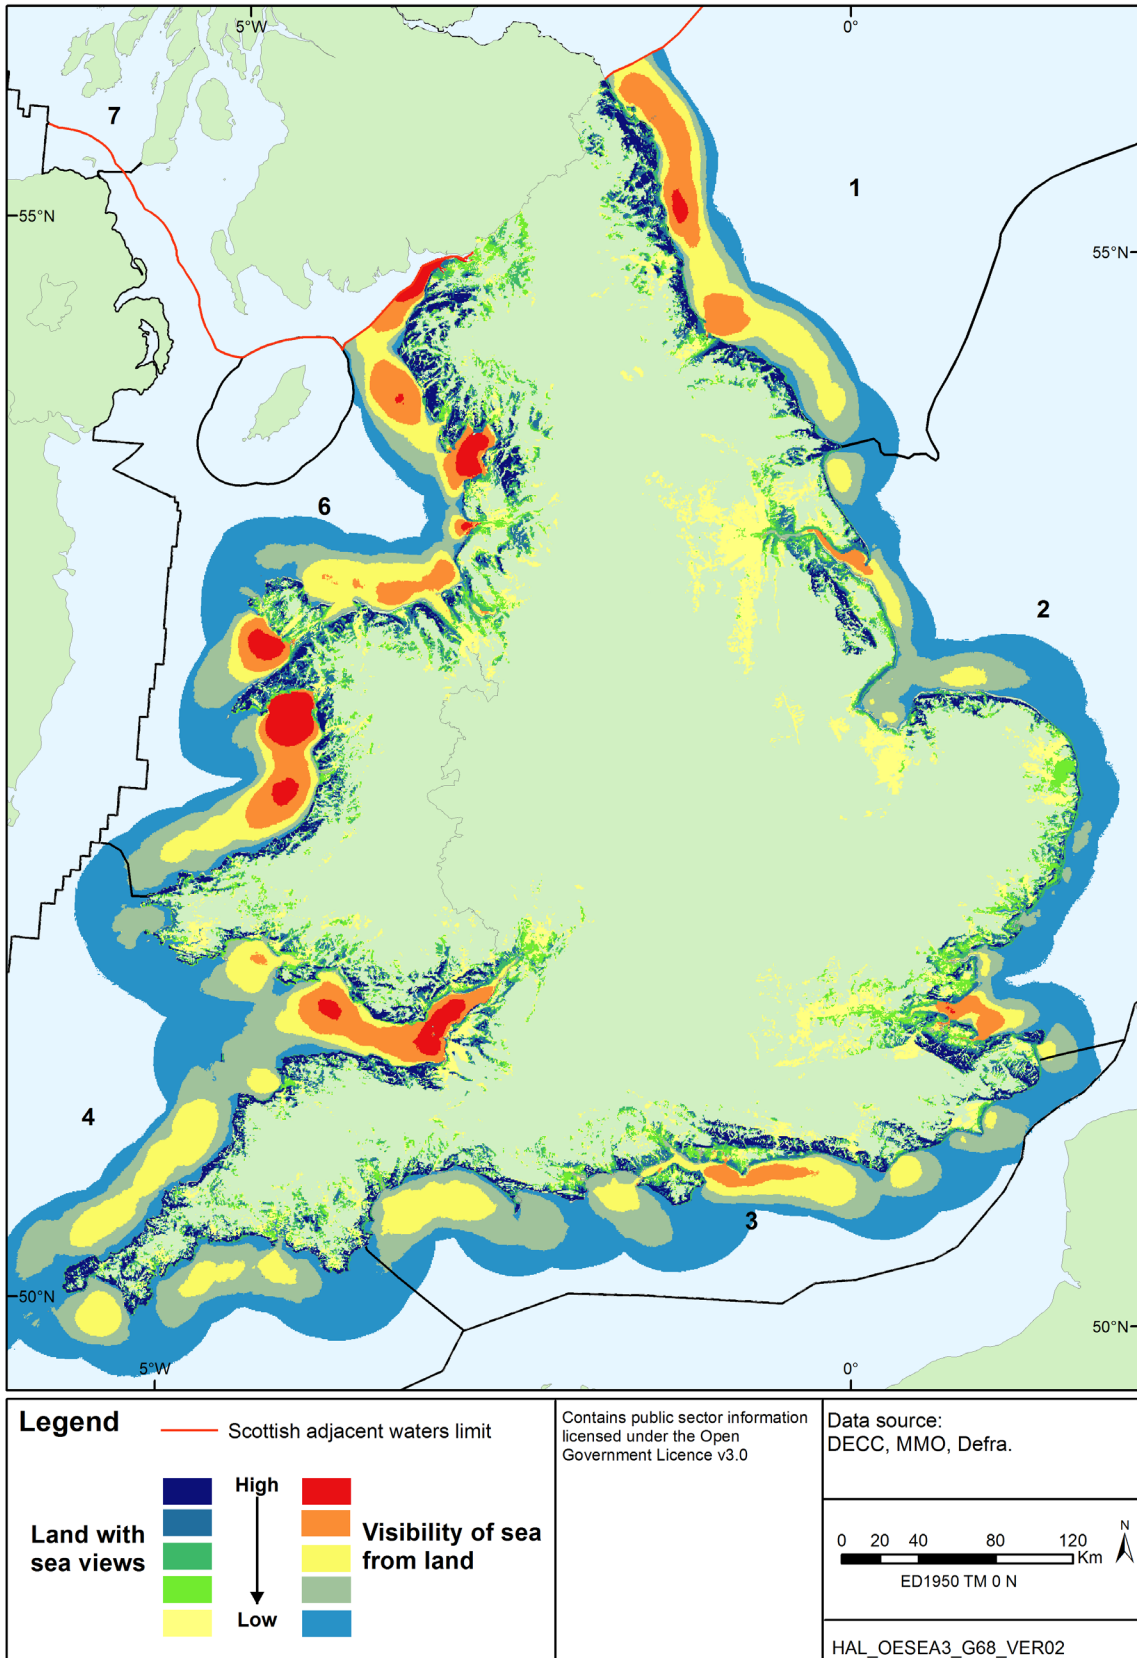 5°W
0°
7
1
55°N
55°N
6
2
4
3
50°N
50°N
5°W
0°
Legend
Scottish adjacent waters limit
High
Land with
sea views
Visibility of sea
from land
Low
Contains public sector information
licensed under the Open
Government Licence v3.0
Data source:
DECC, MMO, Defra.
N
0 20 40 80 120
Km
ED1950 TM 0 N
HAL_OESEA3_G68_VER02